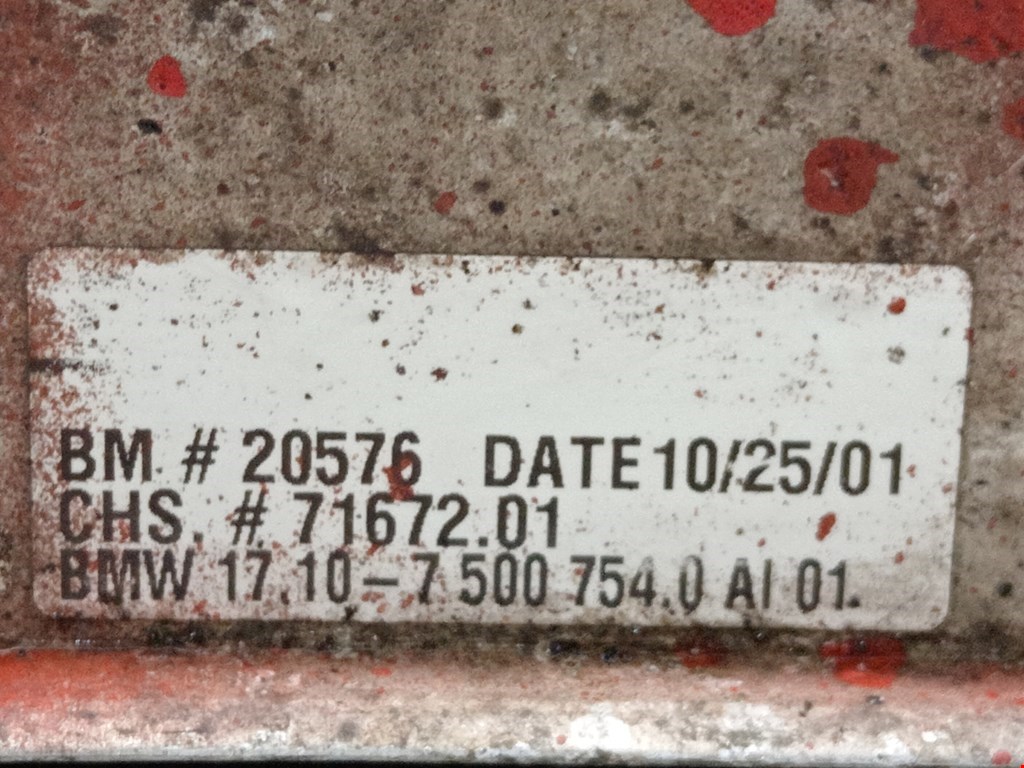 BM. # 20576 DATE 10/25/01
CHS. # 71672.01
BMW 17.10-7 500 754.0 AI 01.